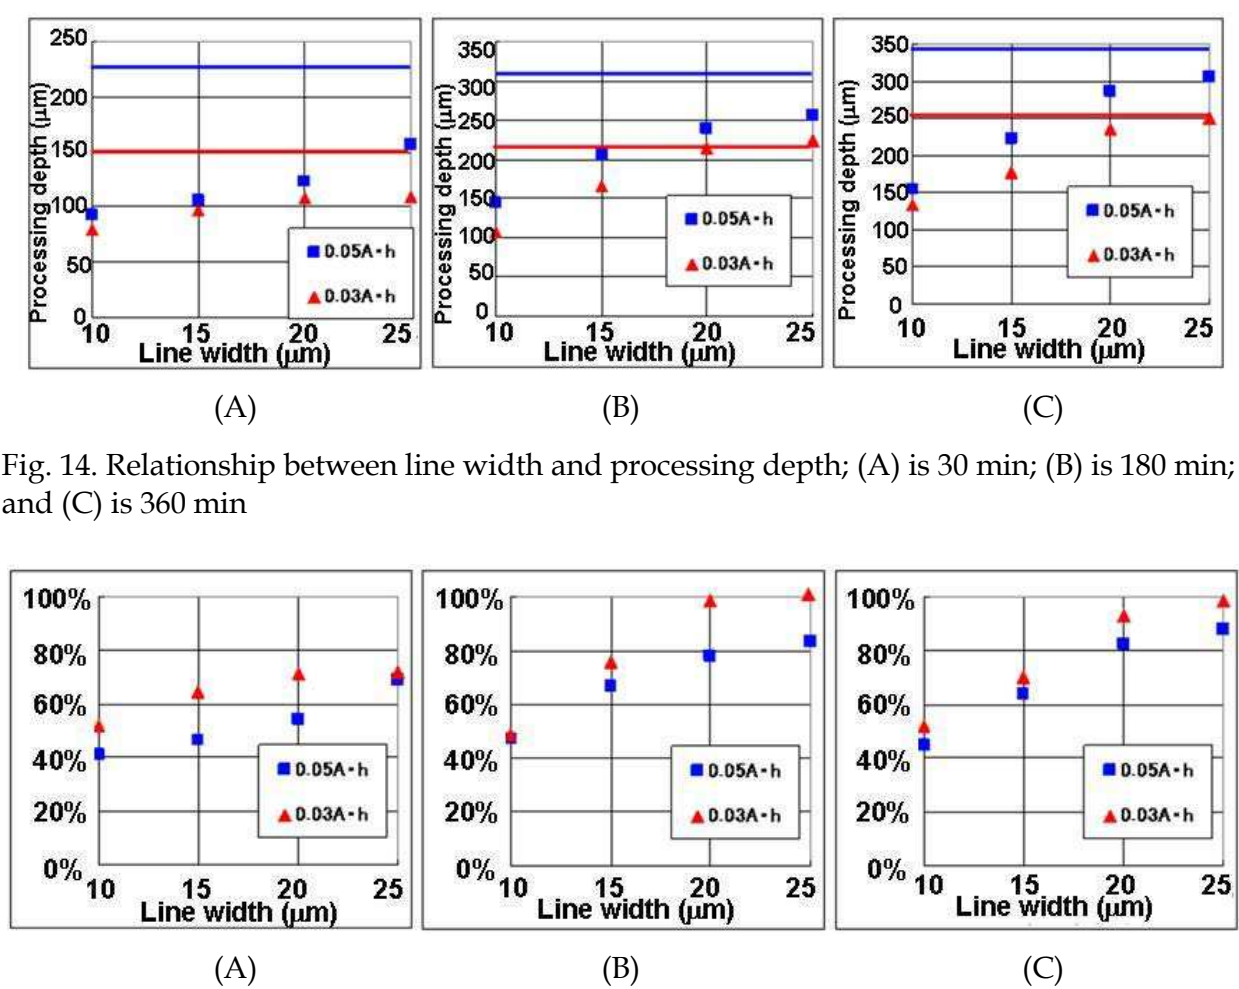 250
200
150
100
50
0
Processing depth (μm)
10 15 20 25
Line width (μm)
0.05A・h
0.03A・h
350
300
250
200
150
100
50
0
Processing depth (μm)
10 15 20 25
Line width (μm)
0.05A・h
0.03A・h
350
300
250
200
150
100
50
0
Processing depth (μm)
10 15 20 25
Line width (μm)
0.05A・h
0.03A・h
(A) (B) (C)
Fig. 14. Relationship between line width and processing depth; (A) is 30 min; (B) is 180 min;
and (C) is 360 min
100%
80%
60%
40%
20%
0%
10 15 20 25
Line width (μm)
0.05A・h
0.03A・h
100%
80%
60%
40%
20%
0%
10 15 20 25
Line width (μm)
0.05A・h
0.03A・h
100%
80%
60%
40%
20%
0%
10 15 20 25
Line width (μm)
0.05A・h
0.03A・h
(A) (B) (C)